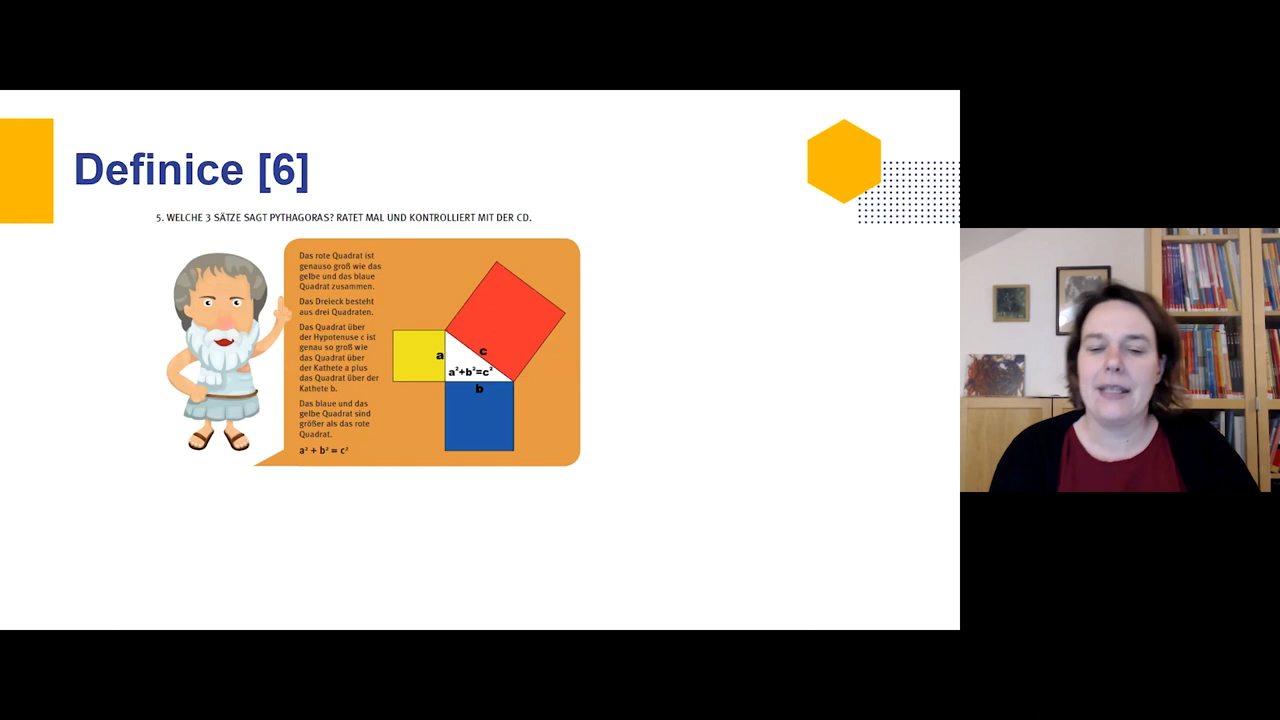 Definice [6]
5. WELCHE 3 SÄTZE SAGT PYTHAGORAS? RATET MAL UND KONTROLLIERT MIT DER CD.
Das rote Quadrat ist
genauso groß wie das
gelbe und das blaue
Quadrat zusammen.
Das Dreieck besteht
aus drei Quadraten.
Das Quadrat über
der Hypotenuse c ist
genau so groß wie
das Quadrat über
der Kathete a plus
das Quadrat über der
Kathete b.
Das blaue und das
gelbe Quadrat sind
größer als das rote
Quadrat.
a² + b² = c²
a
c
a²+b²=c²
b